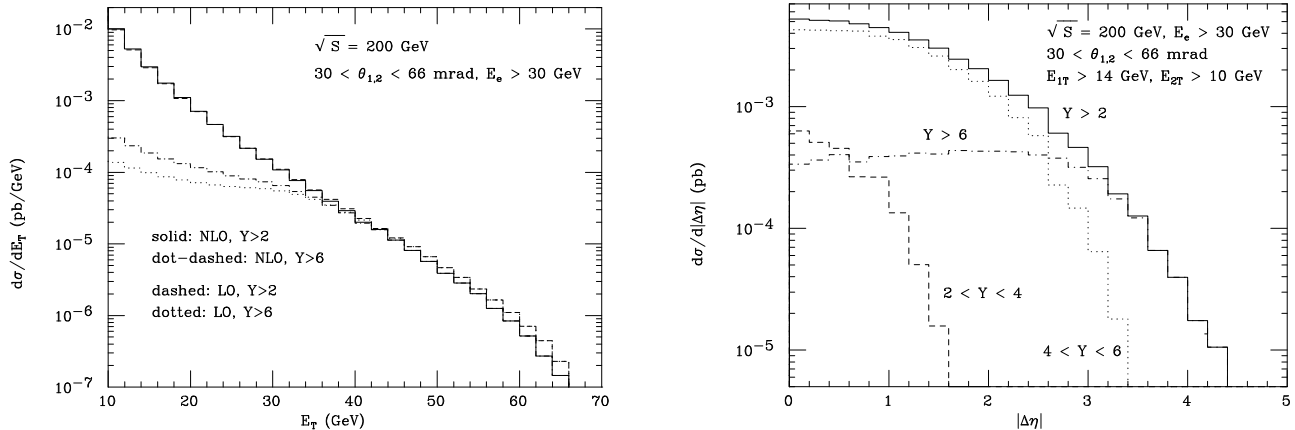 √S = 200 GeV
30 < θ1,2 < 66 mrad, Ee > 30 GeV
solid: NLO, Y>2
dot-dashed: NLO, Y>6
dashed: LO, Y>2
dotted: LO, Y>6
dσ/dET (pb/GeV)
10−2
10−3
10−4
10−5
10−6
10−7
10 20 30 40 50 60 70
ET (GeV)
√S = 200 GeV, Ee > 30 GeV
30 < θ1,2 < 66 mrad
E1T > 14 GeV, E2T > 10 GeV
Y > 2
Y > 6
2 < Y < 4
4 < Y < 6
dσ/d|Δη| (pb)
10−3
10−4
10−5
0 1 2 3 4 5
|Δη|